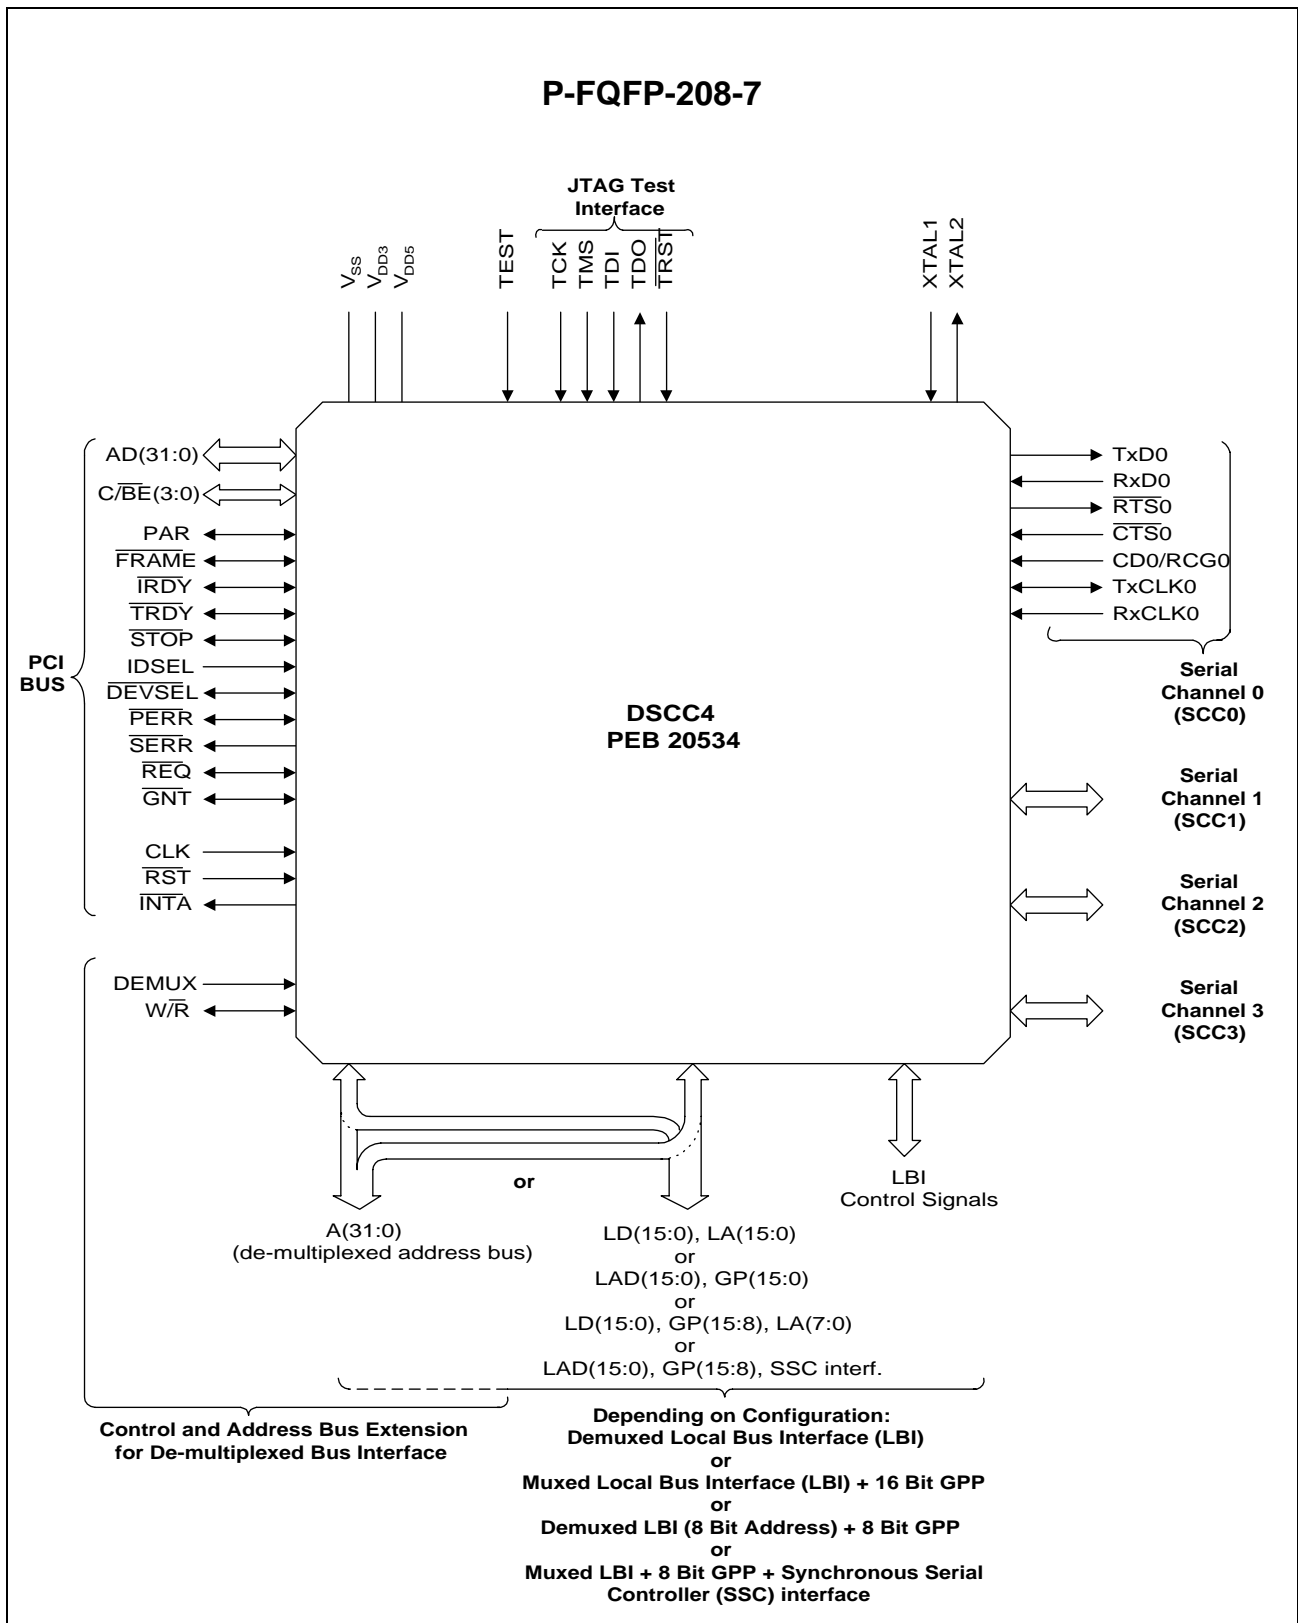 P-FQFP-208-7
JTAG Test
Interface
VSS
VDD3
VDD5
TEST
TCK
TMS
TDI
TDO
TRST
XTAL1
XTAL2
PCI
BUS
AD(31:0)
C/BE(3:0)
PAR
FRAME
IRDY
TRDY
STOP
IDSEL
DEVSEL
PERR
SERR
REQ
GNT
CLK
RST
INTA
DEMUX
W/R
DSCC4
PEB 20534
TxD0
RxD0
RTS0
CTS0
CD0/RCG0
TxCLK0
RxCLK0
Serial
Channel 0
(SCC0)
Serial
Channel 1
(SCC1)
Serial
Channel 2
(SCC2)
Serial
Channel 3
(SCC3)
or
A(31:0)
(de-multiplexed address bus)
LBI
Control Signals
LD(15:0), LA(15:0)
or
LAD(15:0), GP(15:0)
or
LD(15:0), GP(15:8), LA(7:0)
or
LAD(15:0), GP(15:8), SSC interf.
Control and Address Bus Extension
for De-multiplexed Bus Interface
Depending on Configuration:
Demuxed Local Bus Interface (LBI)
or
Muxed Local Bus Interface (LBI) + 16 Bit GPP
or
Demuxed LBI (8 Bit Address) + 8 Bit GPP
or
Muxed LBI + 8 Bit GPP + Synchronous Serial
Controller (SSC) interface